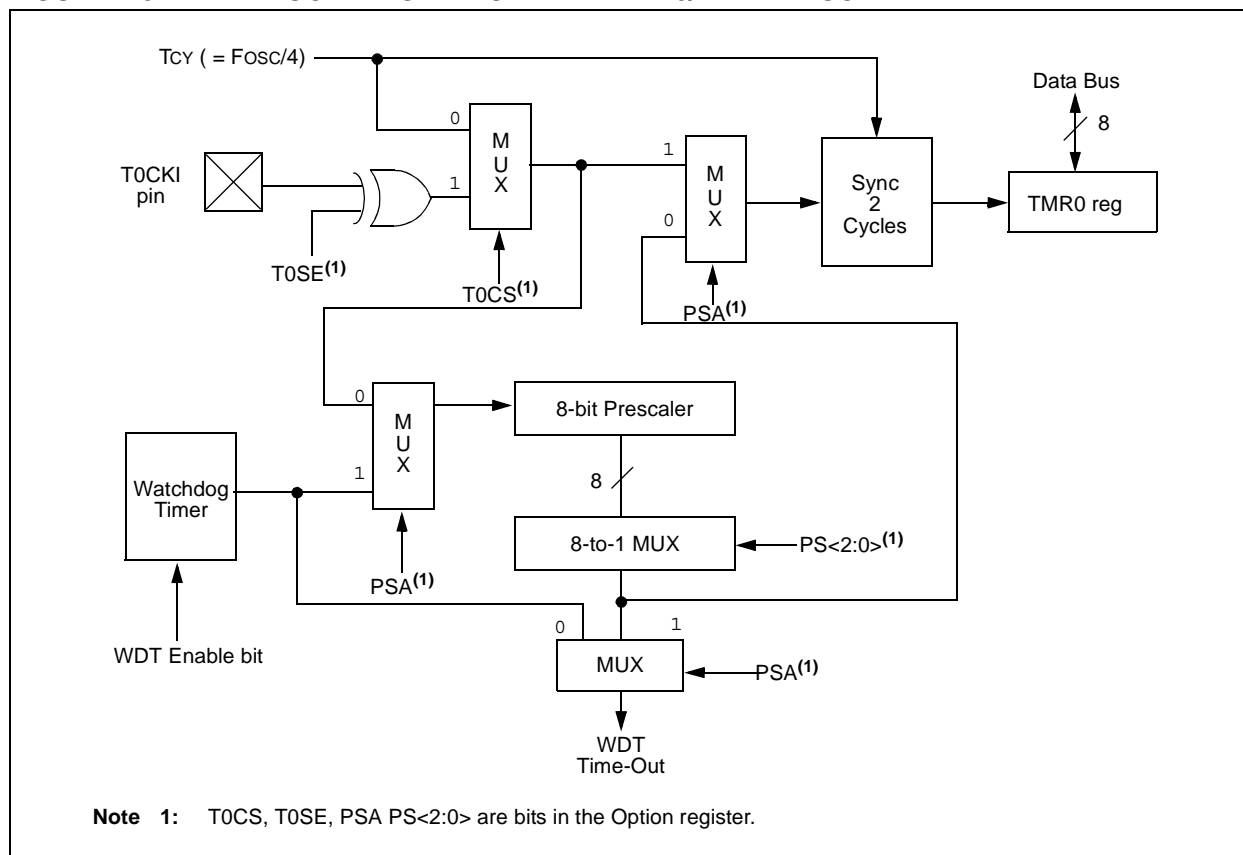 TCY ( = FOSC/4)
Data Bus
8
0
M
U
X
1
T0CKI
pin
T0SE(1)
T0CS(1)
1
M
U
X
0
PSA(1)
Sync
2
Cycles
TMR0 reg
0
M
U
X
1
8-bit Prescaler
8
Watchdog
Timer
PSA(1)
8-to-1 MUX
PS<2:0>(1)
WDT Enable bit
0
1
MUX
PSA(1)
WDT
Time-Out
Note 1: T0CS, T0SE, PSA PS<2:0> are bits in the Option register.